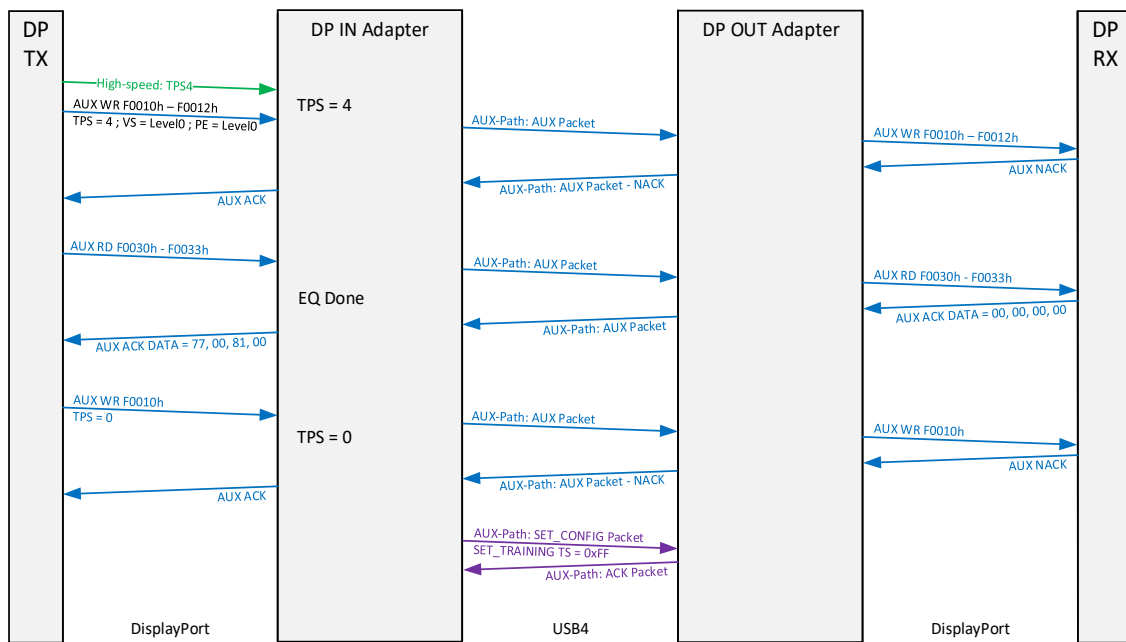 DP
TX
DP IN Adapter
DP OUT Adapter
DP
RX
High-speed: TPS4
AUX WR F0010h – F0012h
TPS = 4 ; VS = Level0 ; PE = Level0
TPS = 4
AUX-Path: AUX Packet
AUX WR F0010h – F0012h
AUX NACK
AUX-Path: AUX Packet - NACK
AUX ACK
AUX RD F0030h - F0033h
AUX-Path: AUX Packet
AUX RD F0030h - F0033h
EQ Done
AUX ACK DATA = 00, 00, 00, 00
AUX-Path: AUX Packet
AUX ACK DATA = 77, 00, 81, 00
AUX WR F0010h
TPS = 0
AUX-Path: AUX Packet
AUX WR F0010h
TPS = 0
AUX NACK
AUX-Path: AUX Packet - NACK
AUX ACK
AUX-Path: SET_CONFIG Packet
SET_TRAINING TS = 0xFF
AUX-Path: ACK Packet
DisplayPort
USB4
DisplayPort